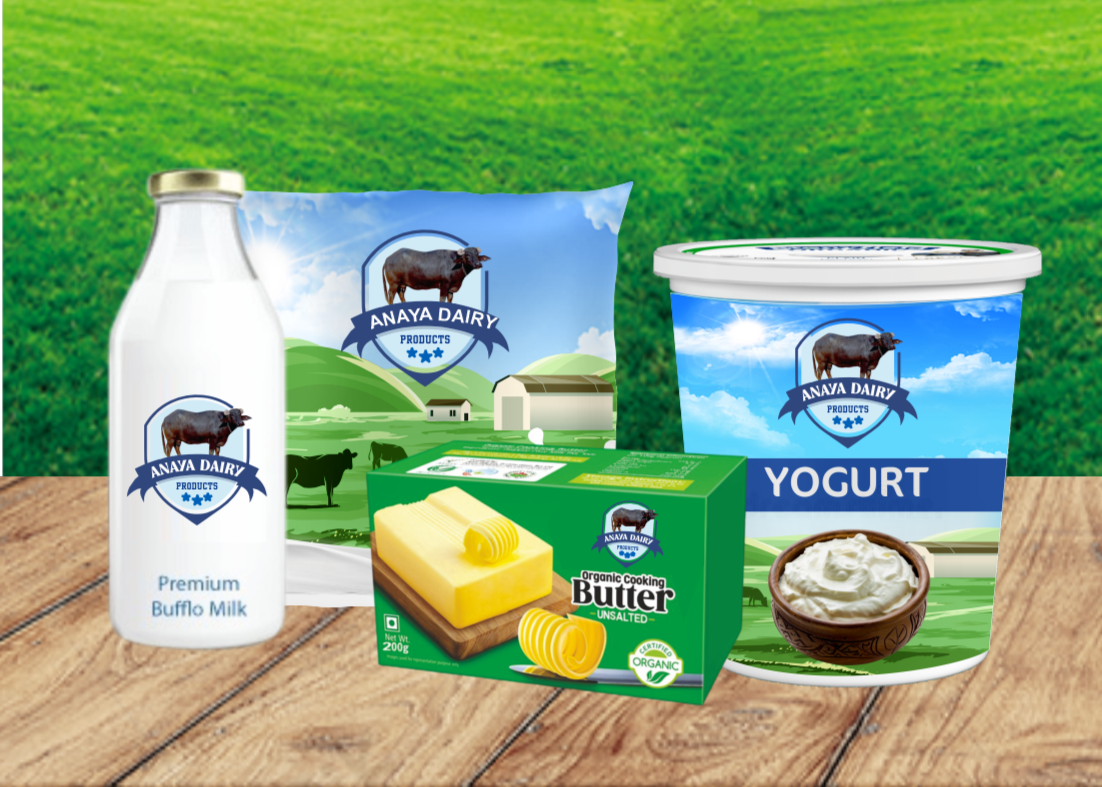 ANAYA DAIRY
PRODUCTS
ANAYA DAIRY
PRODUCTS
YOGURT
ANAYA DAIRY
PRODUCTS
Premium
Bufflo Milk
ANAYA DAIRY
PRODUCTS
Organic Cooking
Butter
UNSALTED
Net Wt.
200g
CERTIFIED
ORGANIC